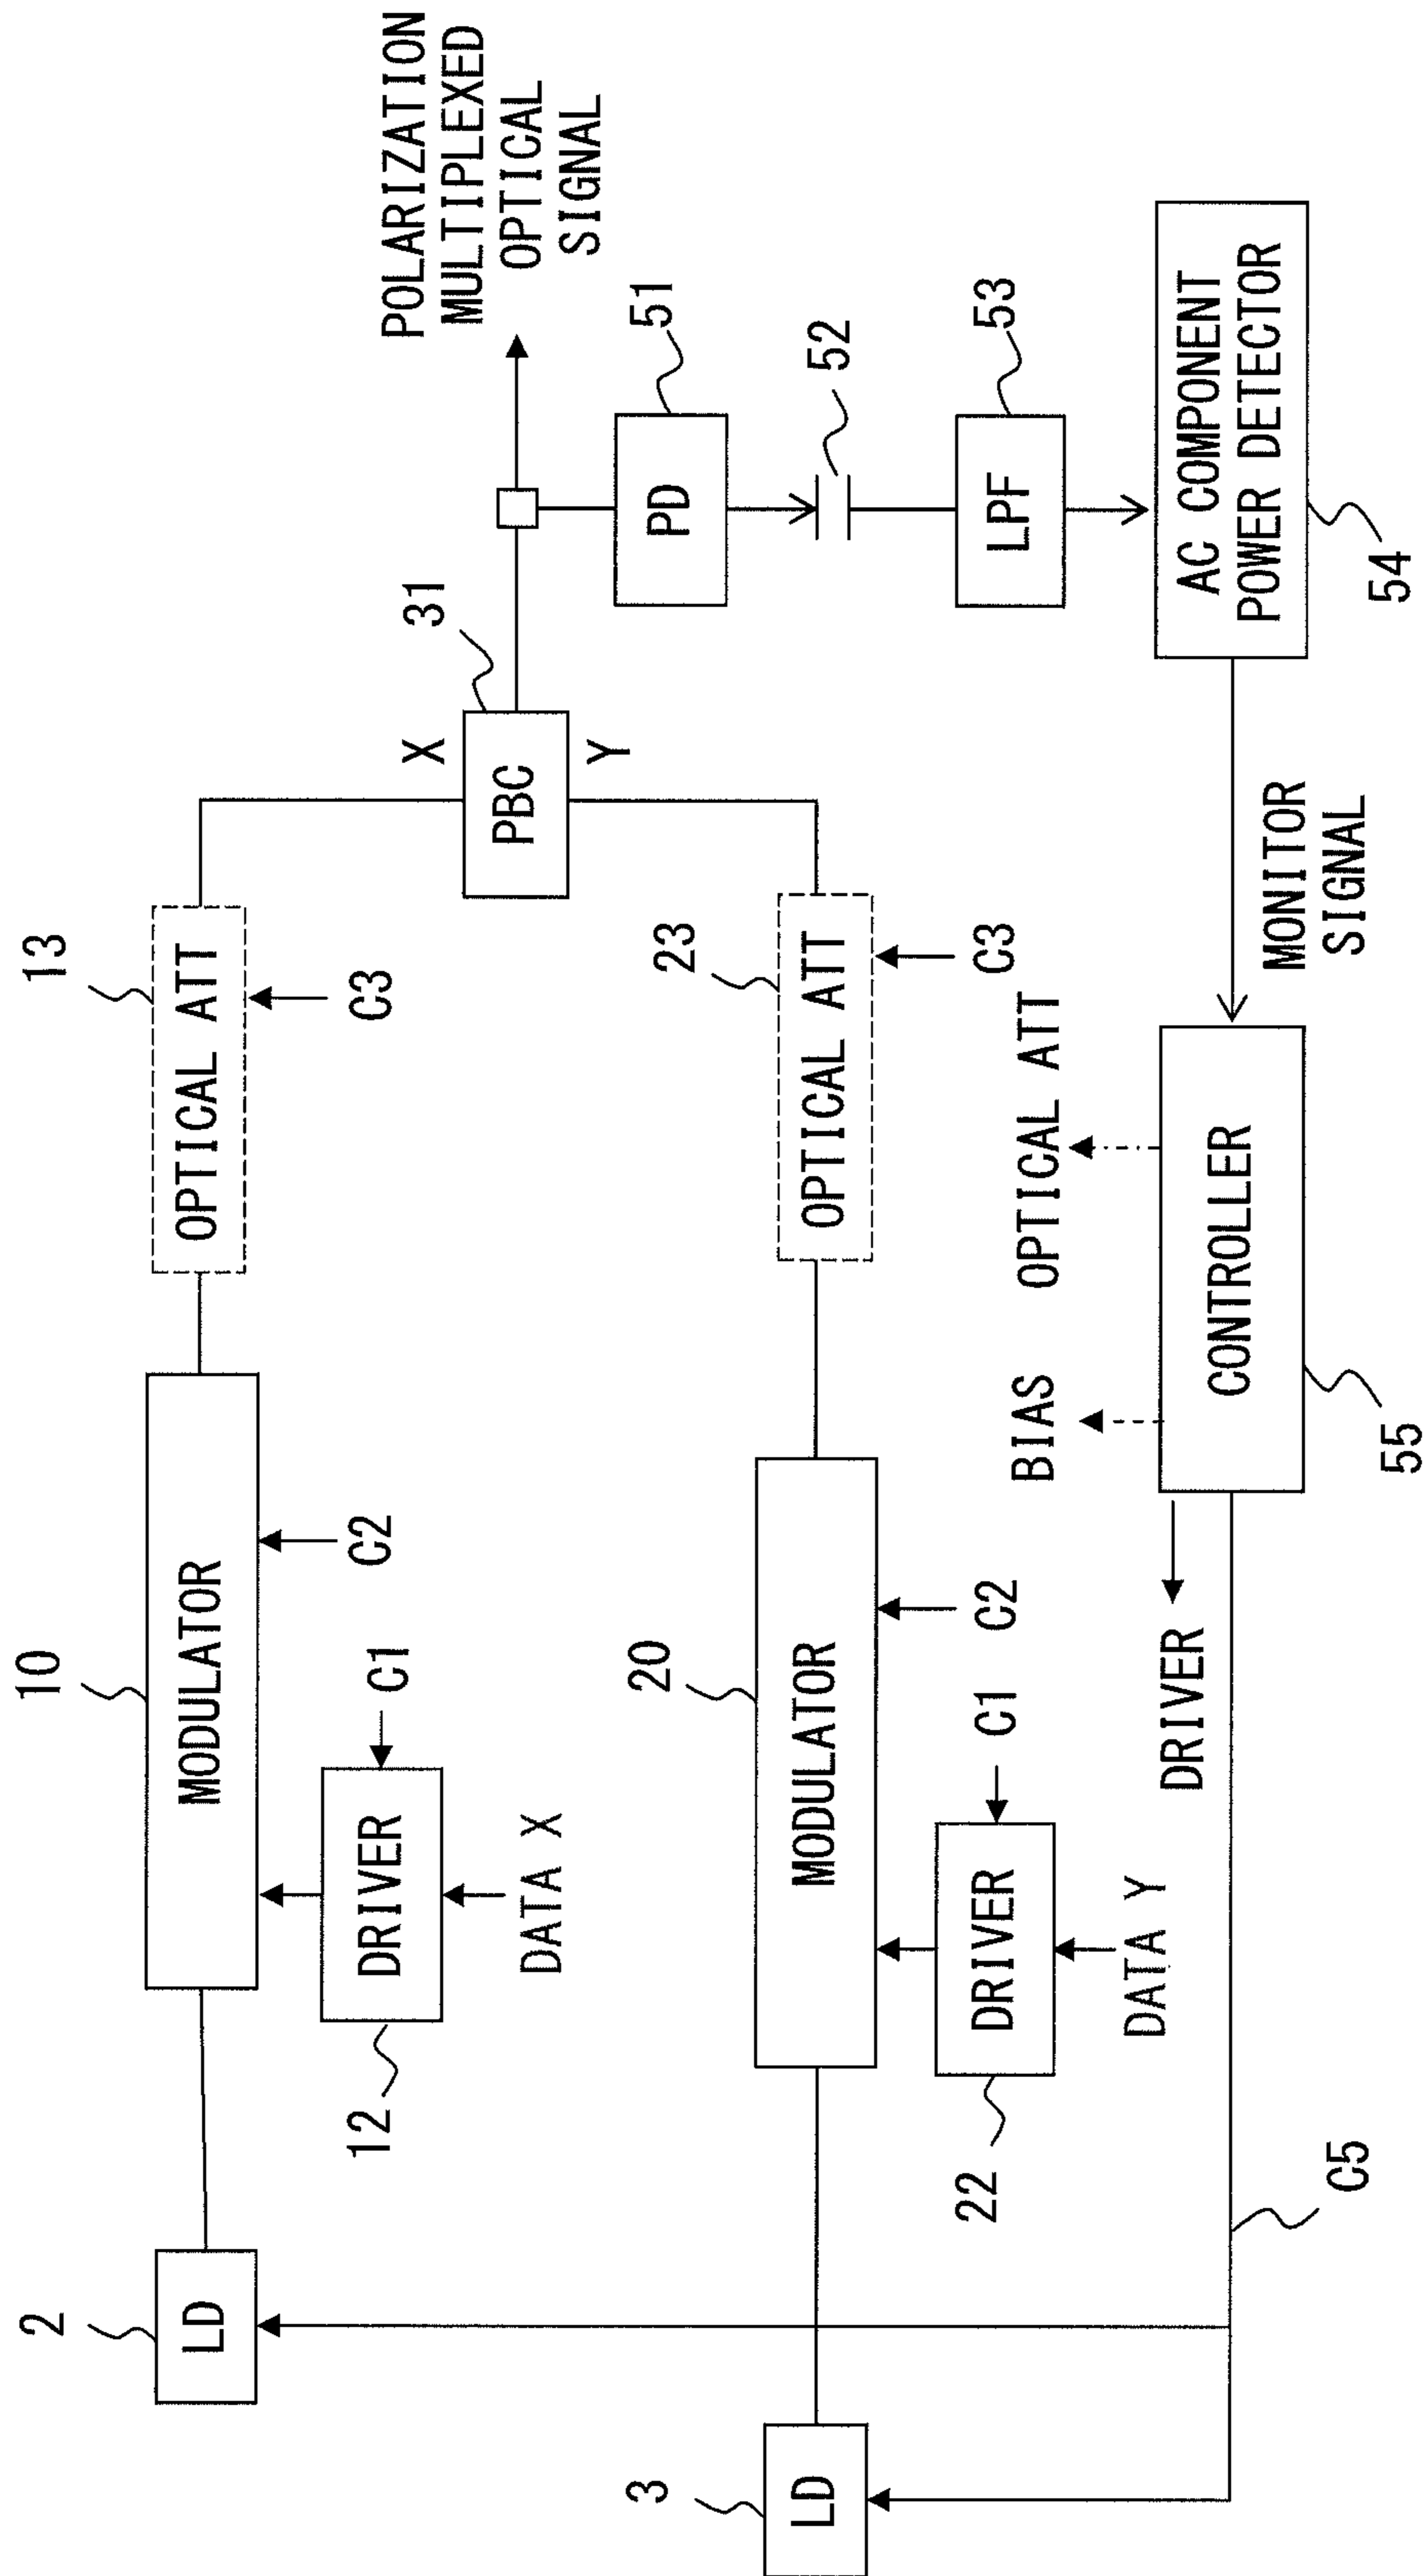 2
LD
10
MODULATOR
C2
13
OPTICAL ATT
C3
12
DRIVER
C1
DATA X
31
X
PBC
Y
POLARIZATION
MULTIPLEXED
OPTICAL
SIGNAL
3
LD
20
MODULATOR
C2
23
OPTICAL ATT
C3
22
DRIVER
C1
DATA Y
PD
51
52
LPF
53
AC COMPONENT
POWER DETECTOR
54
MONITOR
SIGNAL
BIAS
OPTICAL ATT
DRIVER
CONTROLLER
55
C5